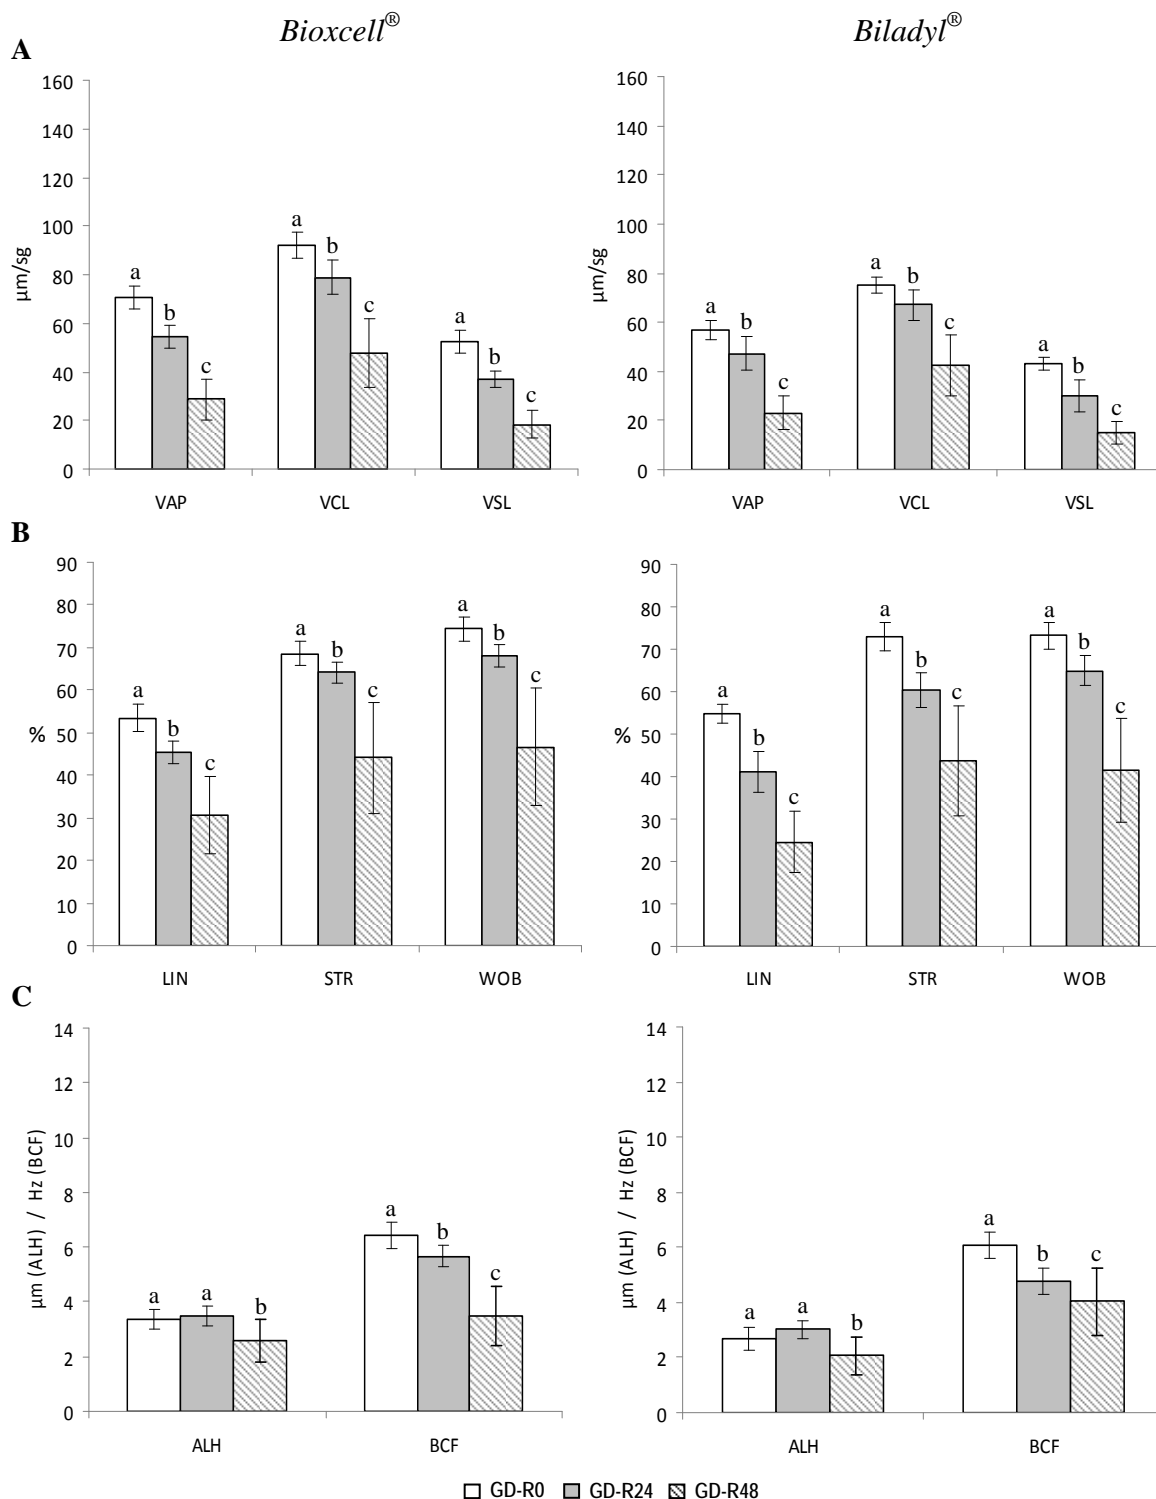 Bioxcell® Biladyl®
A
160
140
120
100
80
60
40
20
0
µm/sg
a b c a b c a b c
VAP VCL VSL
160
140
120
100
80
60
40
20
0
µm/sg
a b c a b c a b c
VAP VCL VSL
B
90
80
70
60
50
40
30
20
10
0
%
a b c a b c a b c
LIN STR WOB
90
80
70
60
50
40
30
20
10
0
%
a b c a b c a b c
LIN STR WOB
C
14
12
10
8
6
4
2
0
µm (ALH) / Hz (BCF)
a a b a b c
ALH BCF
14
12
10
8
6
4
2
0
µm (ALH) / Hz (BCF)
a a b a b c
ALH BCF
GD-R0 GD-R24 GD-R48